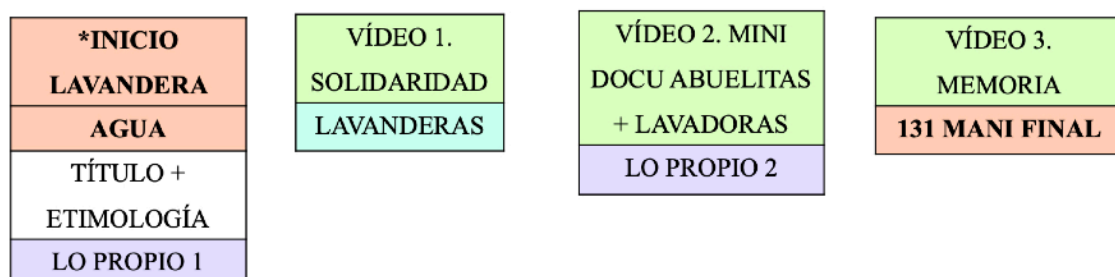 *INICIO
LAVANDERA
AGUA
TÍTULO +
ETIMOLOGÍA
LO PROPIO 1
VÍDEO 1.
SOLIDARIDAD
LAVANDERAS
VÍDEO 2. MINI
DOCU ABUELITAS
+ LAVADORAS
LO PROPIO 2
VÍDEO 3.
MEMORIA
131 MANI FINAL